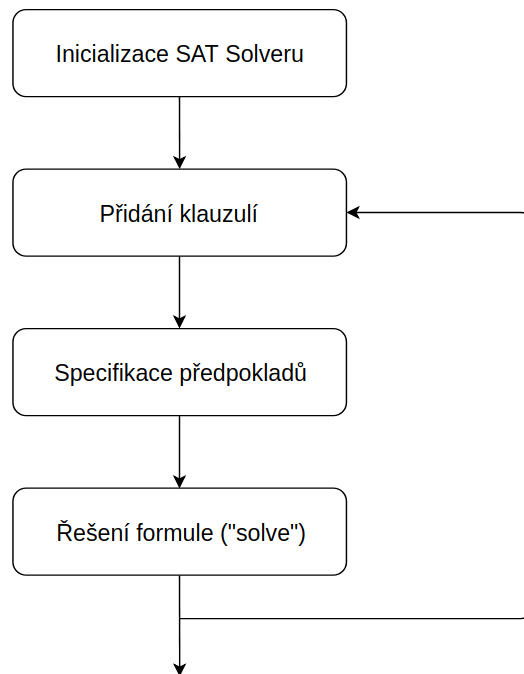 Inicializace SAT Solveru
Přidání klauzulí
Specifikace předpokladů
Řešení formule ("solve")